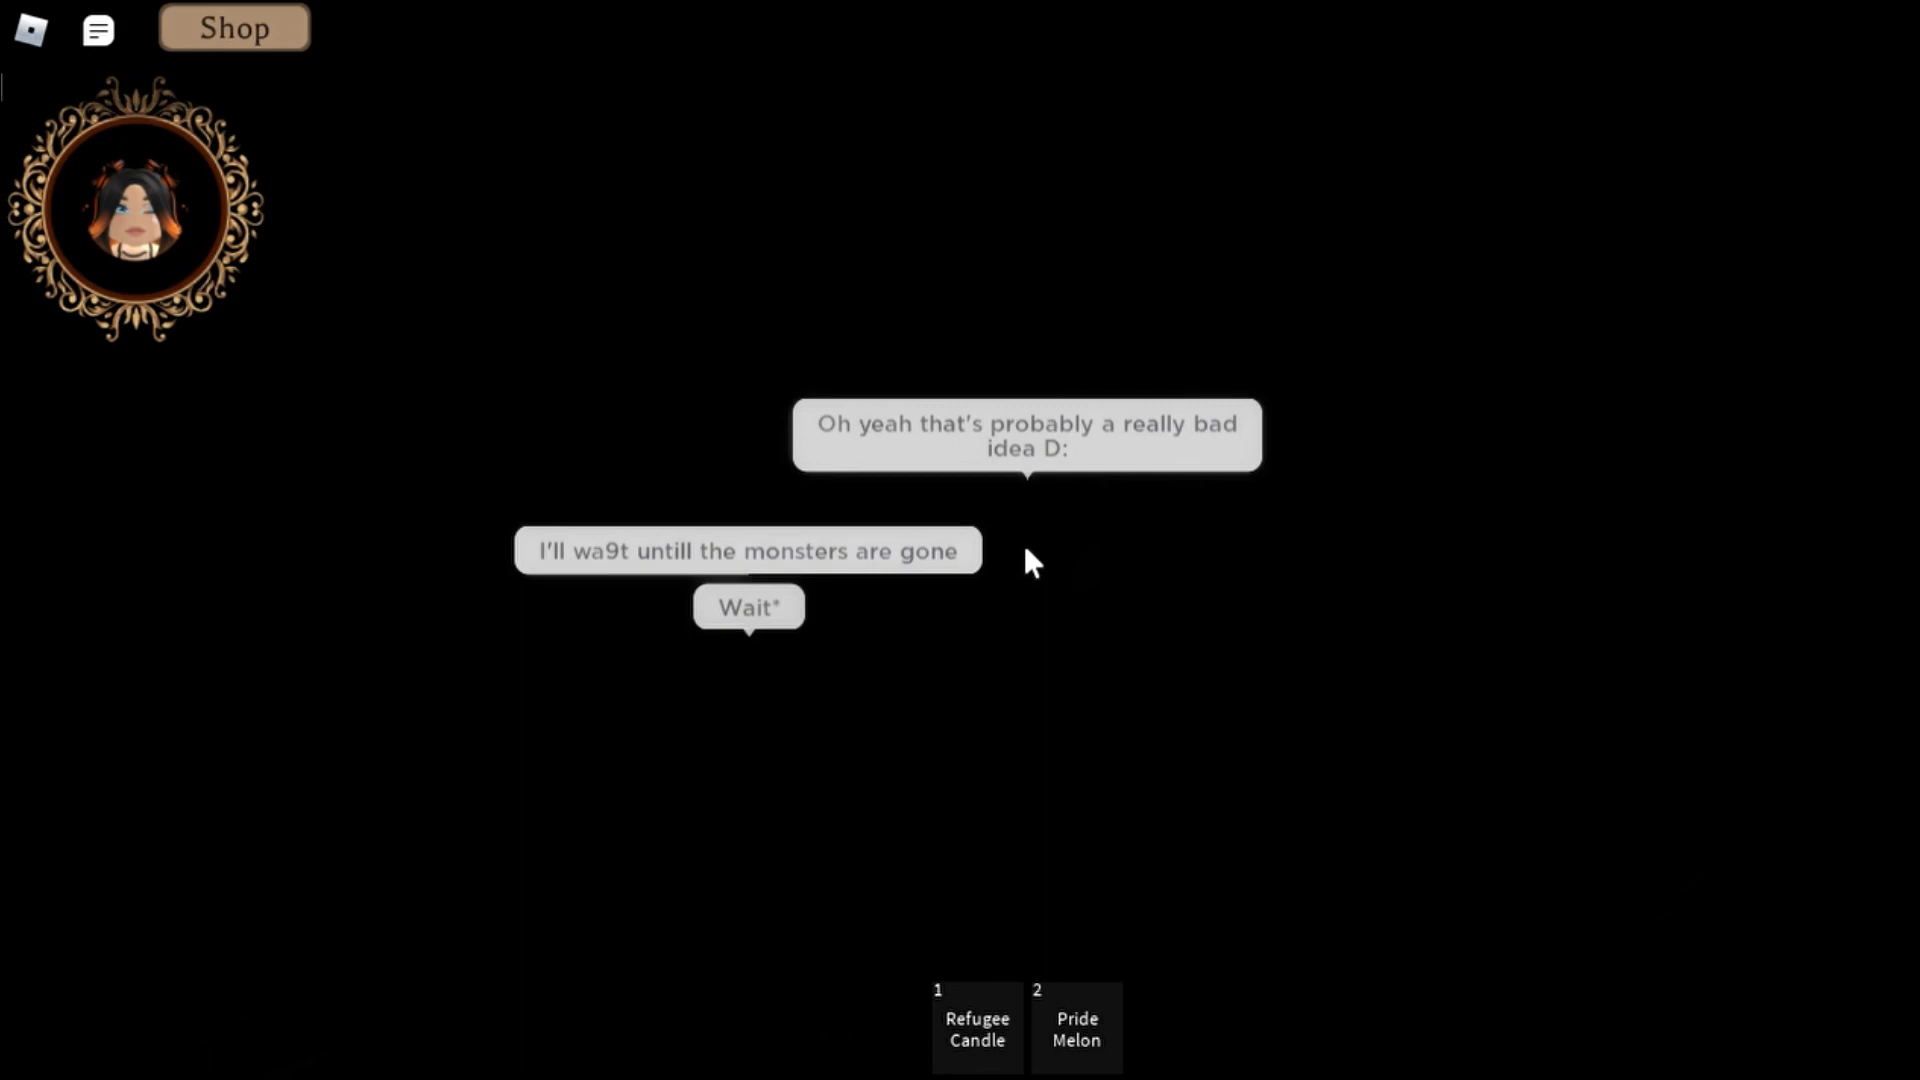 Shop
Oh yeah that's probably a really bad
idea D:
I'll wa9t untill the monsters are gone
Wait*
1
Refugee
Candle
2
Pride
Melon